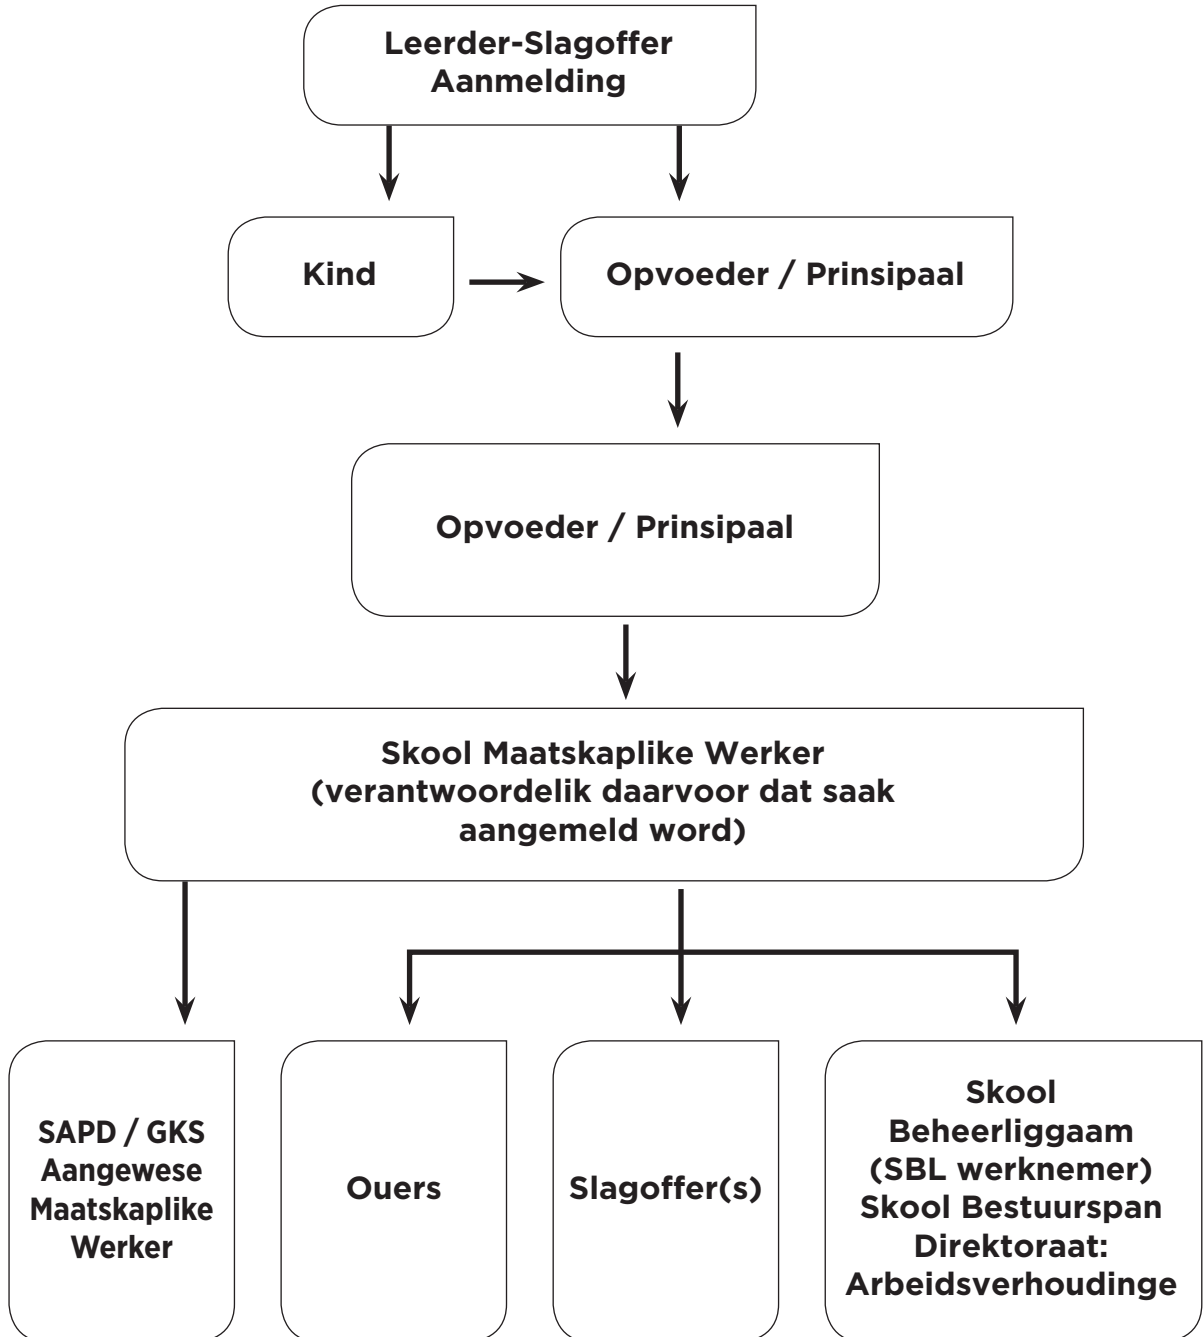 Leerder-Slagoffer
Aanmelding
Kind
Opvoeder / Prinsipaal
Opvoeder / Prinsipaal
Skool Maatskaplike Werker
(verantwoordelik daarvoor dat saak
aangemeld word)
SAPD / GKS
Aangewese
Maatskaplike
Werker
Ouers
Slagoffer(s)
Skool
Beheerliggaam
(SBL werknemer)
Skool Bestuurspan
Direktoraat:
Arbeidsverhoudinge